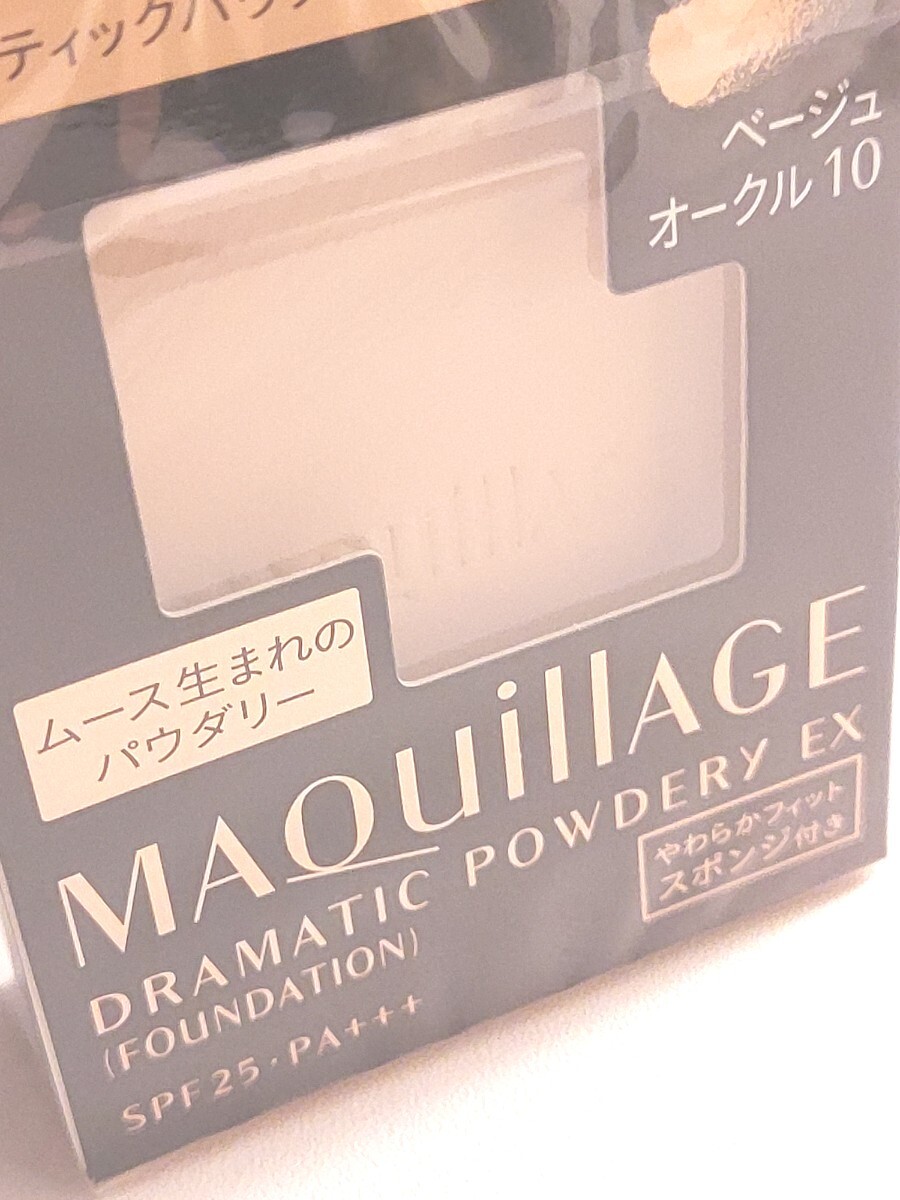 ティックパウ
ベージュ
オークル10
ムース生まれの
パウダリー
MAQuillAGE
DRAMATIC POWDERY EX
(FOUNDATION)
SPF25・PA+++
やわらかフィット
スポンジ付き